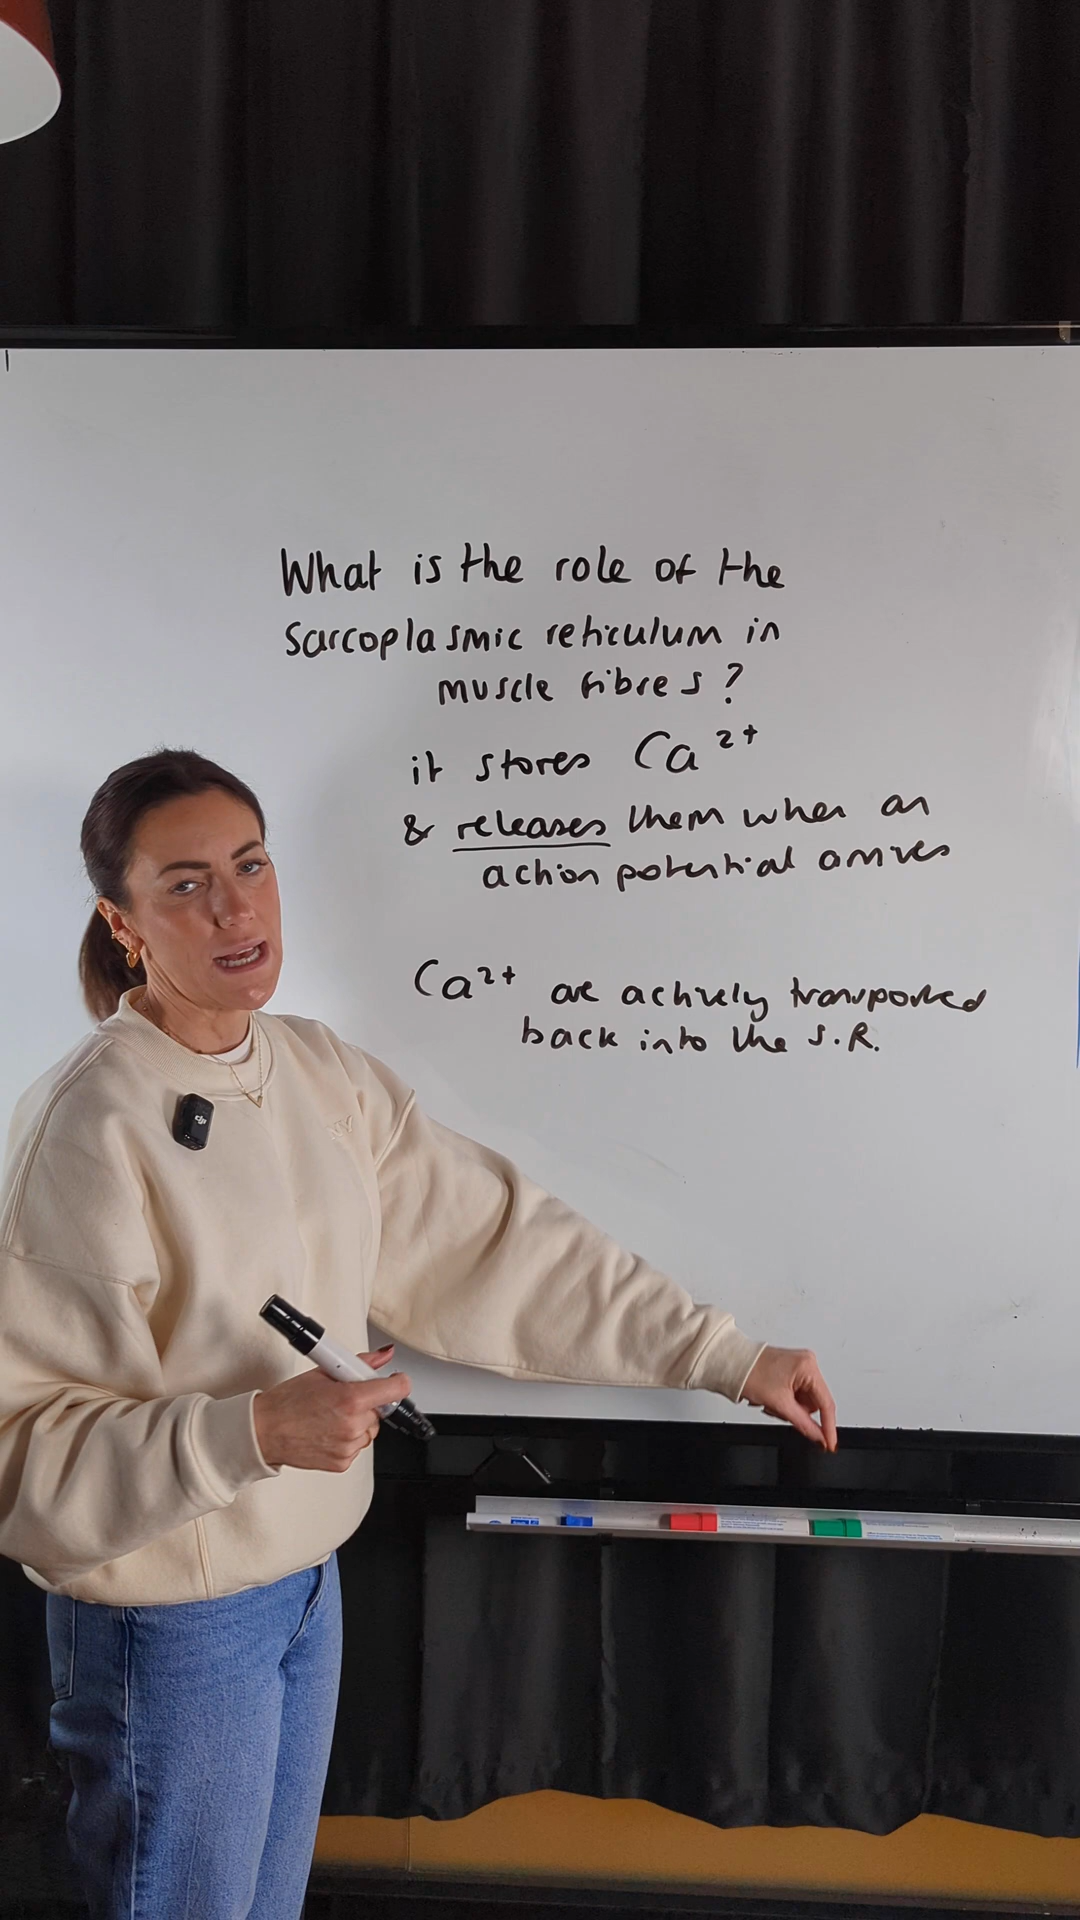 What is the role of the
Sarcoplasmic reticulum in
muscle fibres?
it stores Ca²⁺
& releases them when an
action potential arrives
Ca²⁺ are actively transported
back into the S.R.
dji